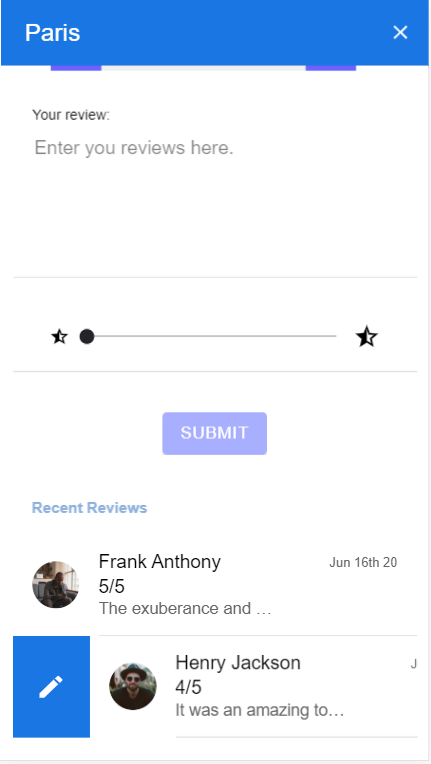 Paris
Your review:
Enter you reviews here.
SUBMIT
Recent Reviews
Frank Anthony
Jun 16th 20
5/5
The exuberance and …
Henry Jackson
J
4/5
It was an amazing to…